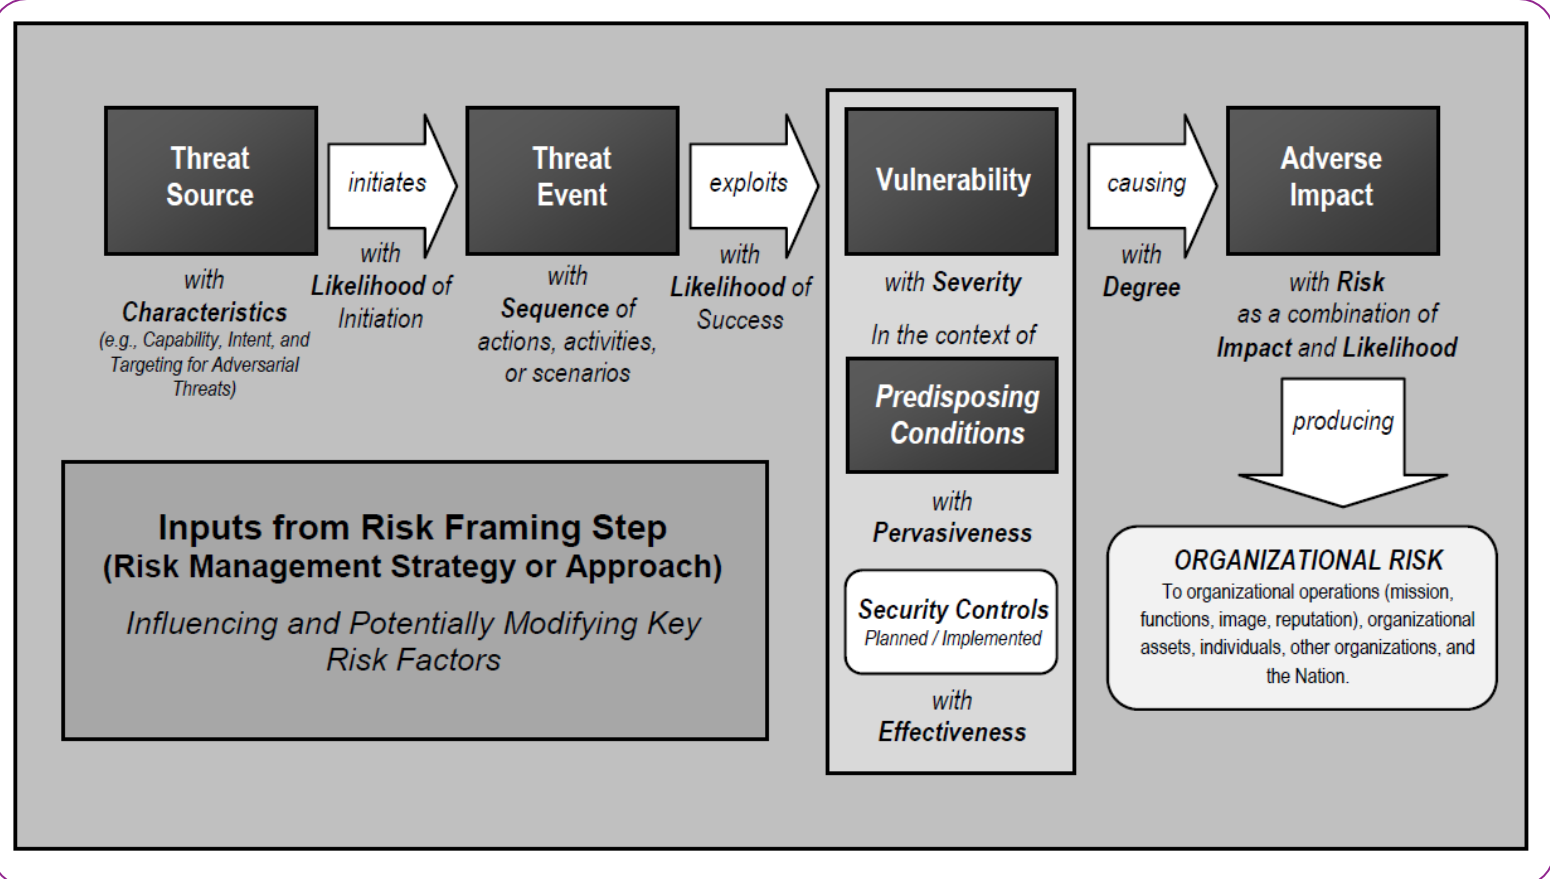 Threat
Source
initiates
Threat
Event
exploits
Vulnerability
causing
Adverse
Impact
with
Characteristics
(e.g., Capability, Intent, and
Targeting for Adversarial
Threats)
with
Likelihood of
Initiation
with
Sequence of
actions, activities,
or scenarios
with
Likelihood of
Success
with Severity
In the context of
Predisposing
Conditions
with
Pervasiveness
Security Controls
Planned / Implemented
with
Effectiveness
with
Degree
with Risk
as a combination of
Impact and Likelihood
producing
ORGANIZATIONAL RISK
To organizational operations (mission,
functions, image, reputation), organizational
assets, individuals, other organizations, and
the Nation.
Inputs from Risk Framing Step
(Risk Management Strategy or Approach)
Influencing and Potentially Modifying Key
Risk Factors